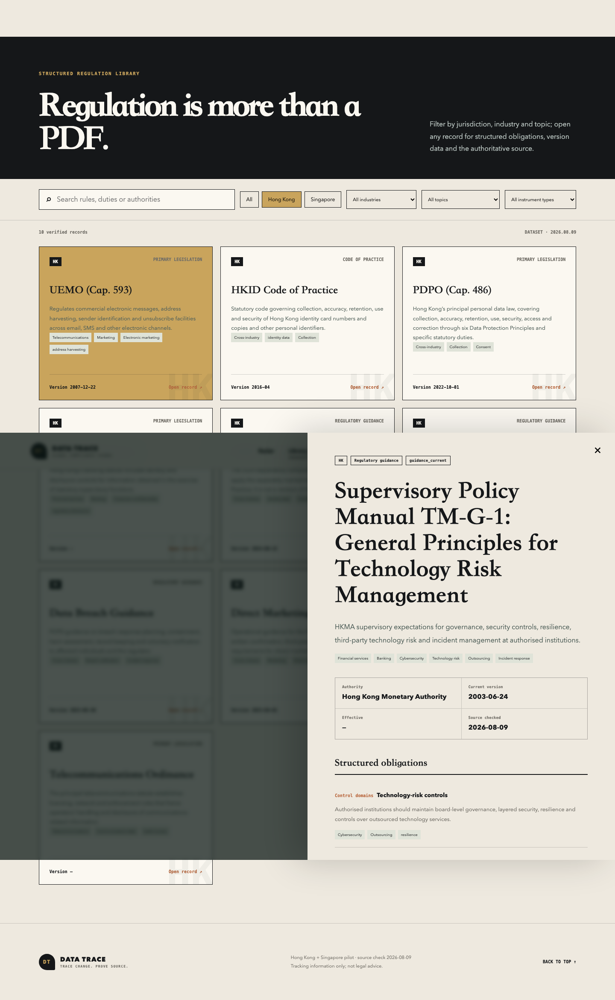 STRUCTURED REGULATION LIBRARY
Regulation is more than a
PDF.
Filter by jurisdiction, industry and topic; open
any record for structured obligations, version
data and the authoritative source.
Search rules, duties or authorities
All
Hong Kong
Singapore
All industries
All topics
All instrument types
10 verified records
DATASET · 2026.08.09
HK
PRIMARY LEGISLATION
UEMO (Cap. 593)
Regulates commercial electronic messages, address
harvesting, sender identification and unsubscribe facilities
across email, SMS and other electronic channels.
Telecommunications
Marketing
Electronic marketing
address harvesting
Version 2007-12-22
Open record ↗
HK
HK
CODE OF PRACTICE
HKID Code of Practice
Statutory code governing collection, accuracy, retention, use
and security of Hong Kong identity card numbers and
copies and other personal identifiers.
Cross-industry
identity data
Collection
Version 2016-04
Open record ↗
HK
HK
PRIMARY LEGISLATION
PDPO (Cap. 486)
Hong Kong's principal personal data law, covering
collection, accuracy, retention, use, security, access and
correction through six Data Protection Principles and
specific statutory duties.
Cross-industry
Collection
Consent
Version 2022-10-01
Open record ↗
HK
HK
PRIMARY LEGISLATION
HK
REGULATORY GUIDANCE
HK
REGULATORY GUIDANCE
DATA TRACE
Data Breach Guidance
Direct Marketing
Telecommunications Ordinance
Version —
Open record ↗
HK
×
HK
Regulatory guidance
guidance_current
Supervisory Policy
Manual TM-G-1:
General Principles for
Technology Risk
Management
HKMA supervisory expectations for governance, security controls, resilience,
third-party technology risk and incident management at authorised institutions.
Financial services
Banking
Cybersecurity
Technology risk
Outsourcing
Incident response
Authority
Hong Kong Monetary Authority
Current version
2003-06-24
Effective
—
Source checked
2026-08-09
Structured obligations
Control domains Technology-risk controls
Authorised institutions should maintain board-level governance, layered security, resilience and
controls over outsourced technology services.
Cybersecurity
Outsourcing
resilience
DT
DATA TRACE
TRACE CHANGE. PROVE SOURCE.
Hong Kong + Singapore pilot · source check 2026-08-09
Tracking information only; not legal advice.
BACK TO TOP ↑